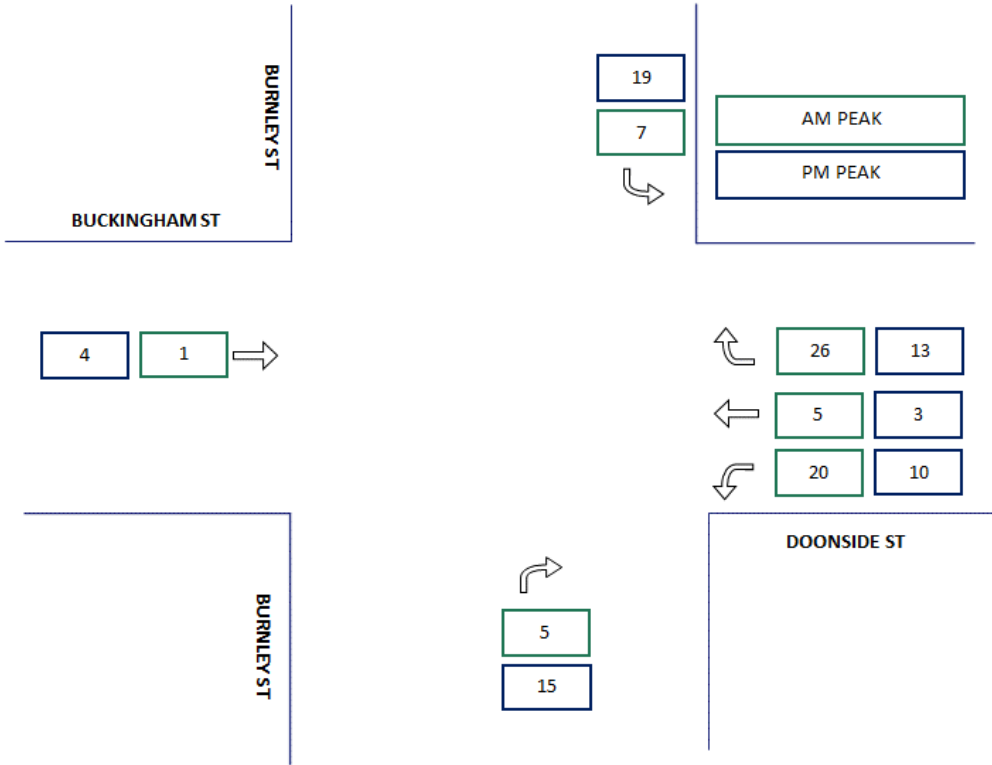 BURNLEY ST
19
7
AM PEAK
PM PEAK
BUCKINGHAM ST
4
1
26
13
5
3
20
10
DOONSIDE ST
BURNLEY ST
5
15